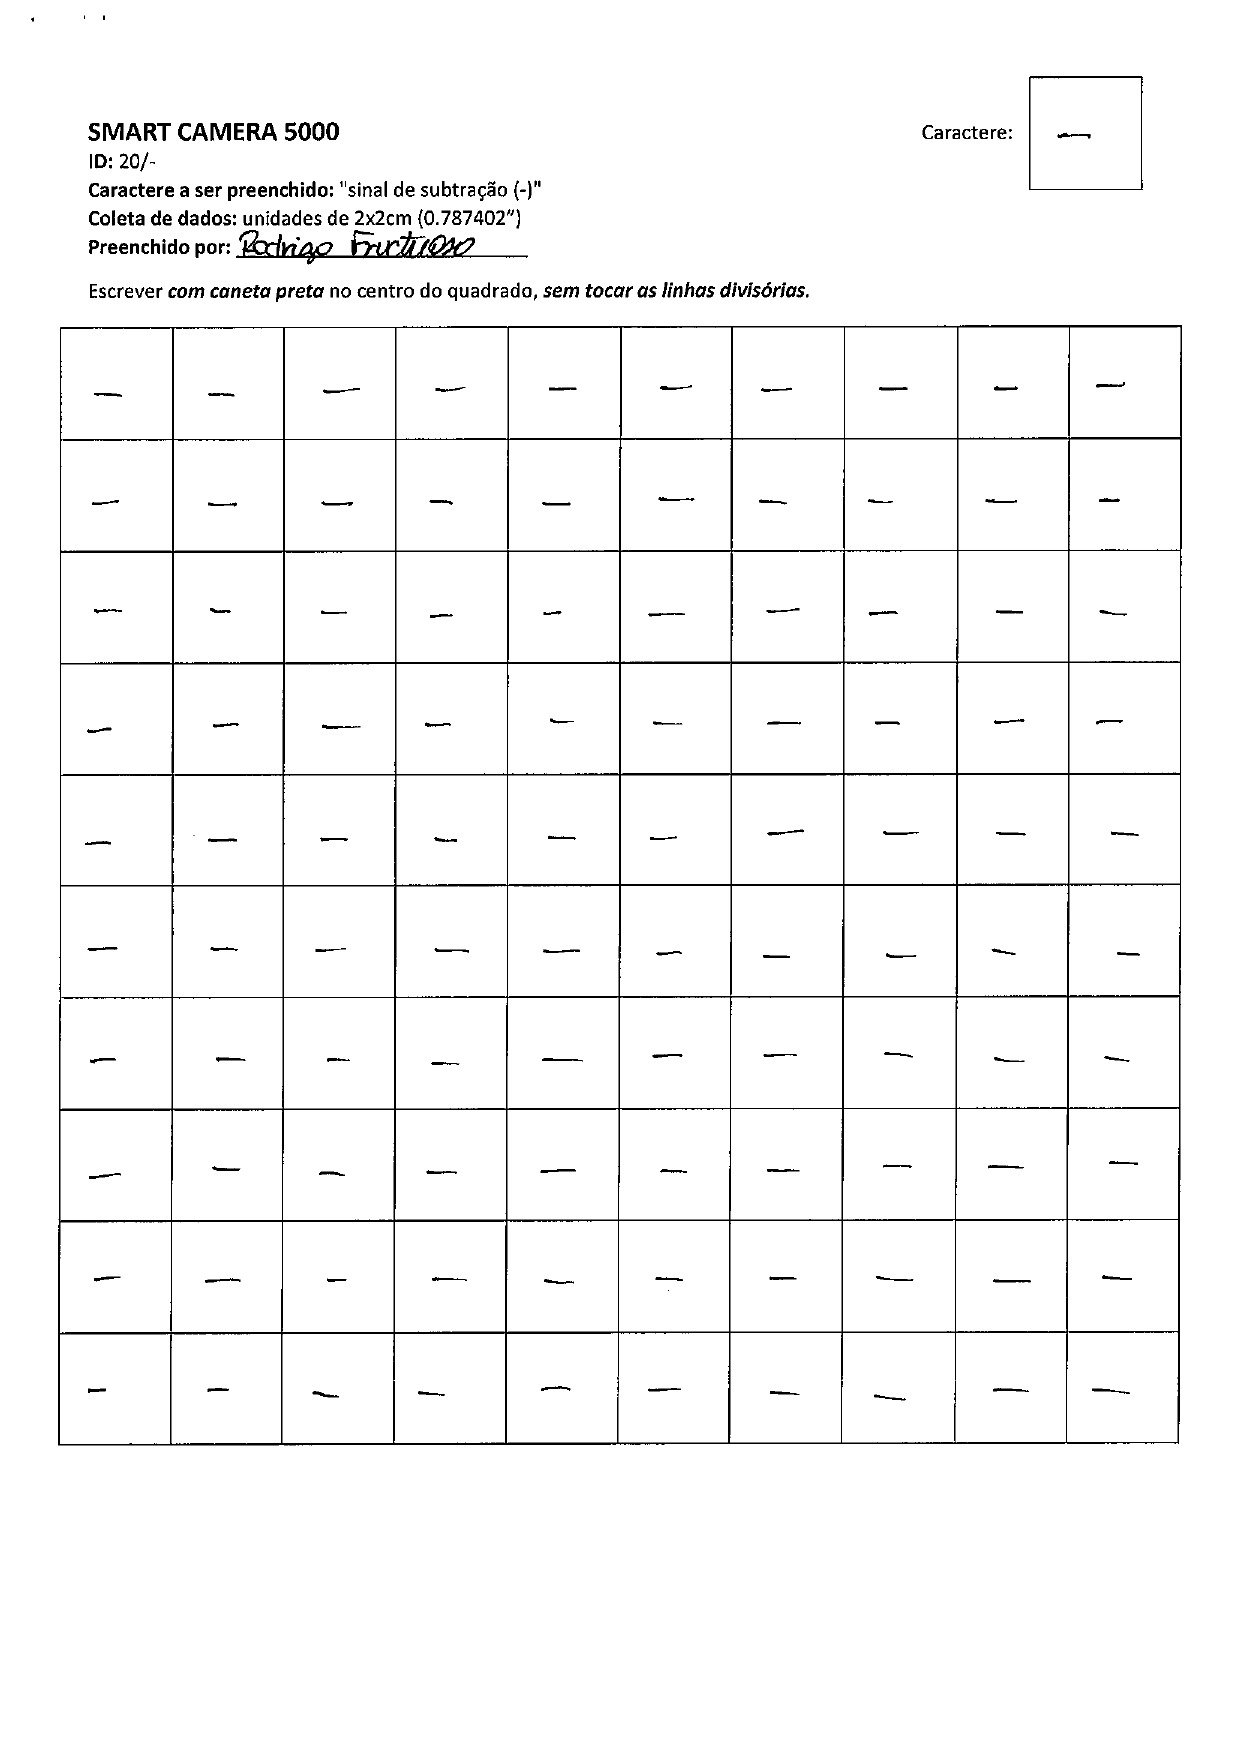 SMART CAMERA 5000
Caractere: -
ID: 20/-
Caractere a ser preenchido: "sinal de subtração (-)"
Coleta de dados: unidades de 2x2cm (0.787402")
Preenchido por: Rodrigo Fructuoso
Escrever com caneta preta no centro do quadrado, sem tocar as linhas divisórias.
- - - - - - - - - -
- - - - - - - - - -
- - - - - - - - - -
- - - - - - - - - -
- - - - - - - - - -
- - - - - - - - - -
- - - - - - - - - -
- - - - - - - - - -
- - - - - - - - - -
- - - - - - - - - -